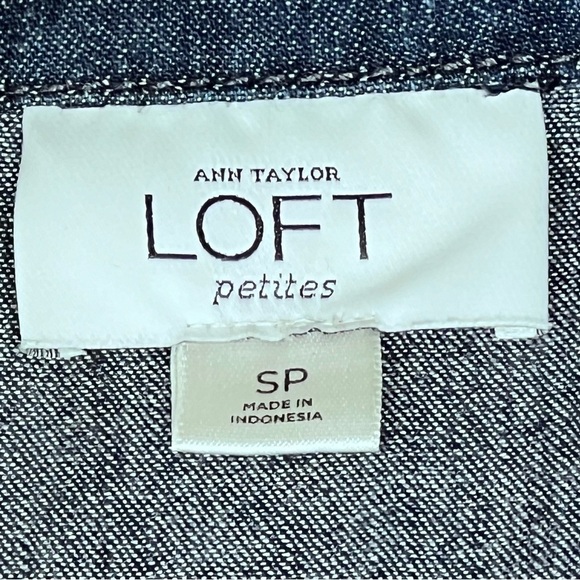 ANN TAYLOR
LOFT
petites
SP
MADE IN
INDONESIA